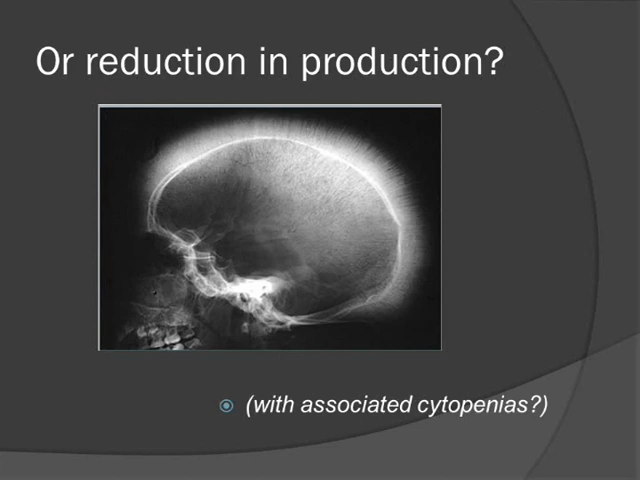 Or reduction in production?
(with associated cytopenias?)